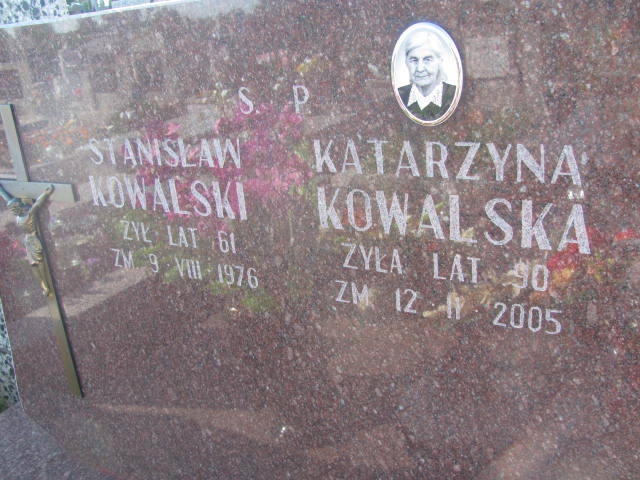 S P
STANISŁAW
KOWALSKI
ŻYŁ LAT 61
ZM 9 VIII 1976
KATARZYNA
KOWALSKA
ŻYŁA LAT 90
ZM 12 II 2005